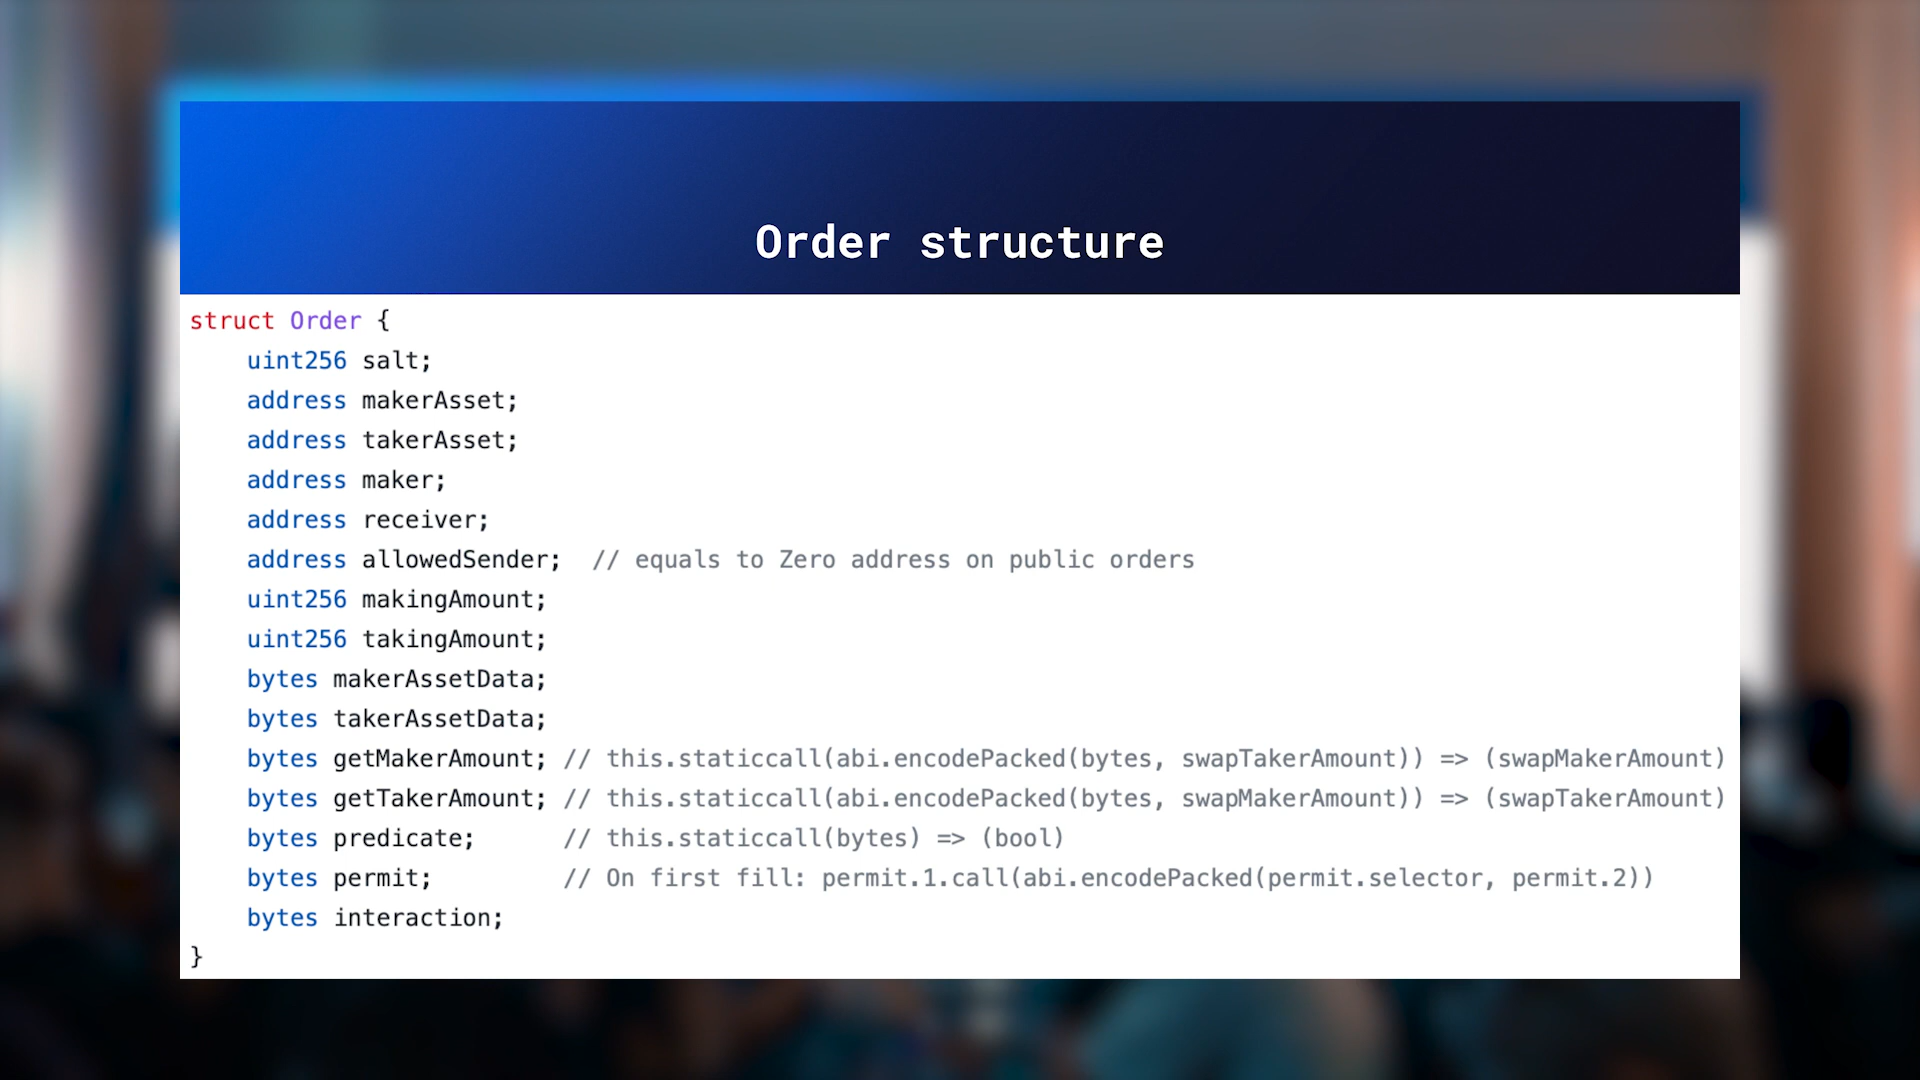 Order structure
struct Order {
uint256 salt;
address makerAsset;
address takerAsset;
address maker;
address receiver;
address allowedSender;  // equals to Zero address on public orders
uint256 makingAmount;
uint256 takingAmount;
bytes makerAssetData;
bytes takerAssetData;
bytes getMakerAmount; // this.staticcall(abi.encodePacked(bytes, swapTakerAmount)) => (swapMakerAmount)
bytes getTakerAmount; // this.staticcall(abi.encodePacked(bytes, swapMakerAmount)) => (swapTakerAmount)
bytes predicate;      // this.staticcall(bytes) => (bool)
bytes permit;         // On first fill: permit.1.call(abi.encodePacked(permit.selector, permit.2))
bytes interaction;
}